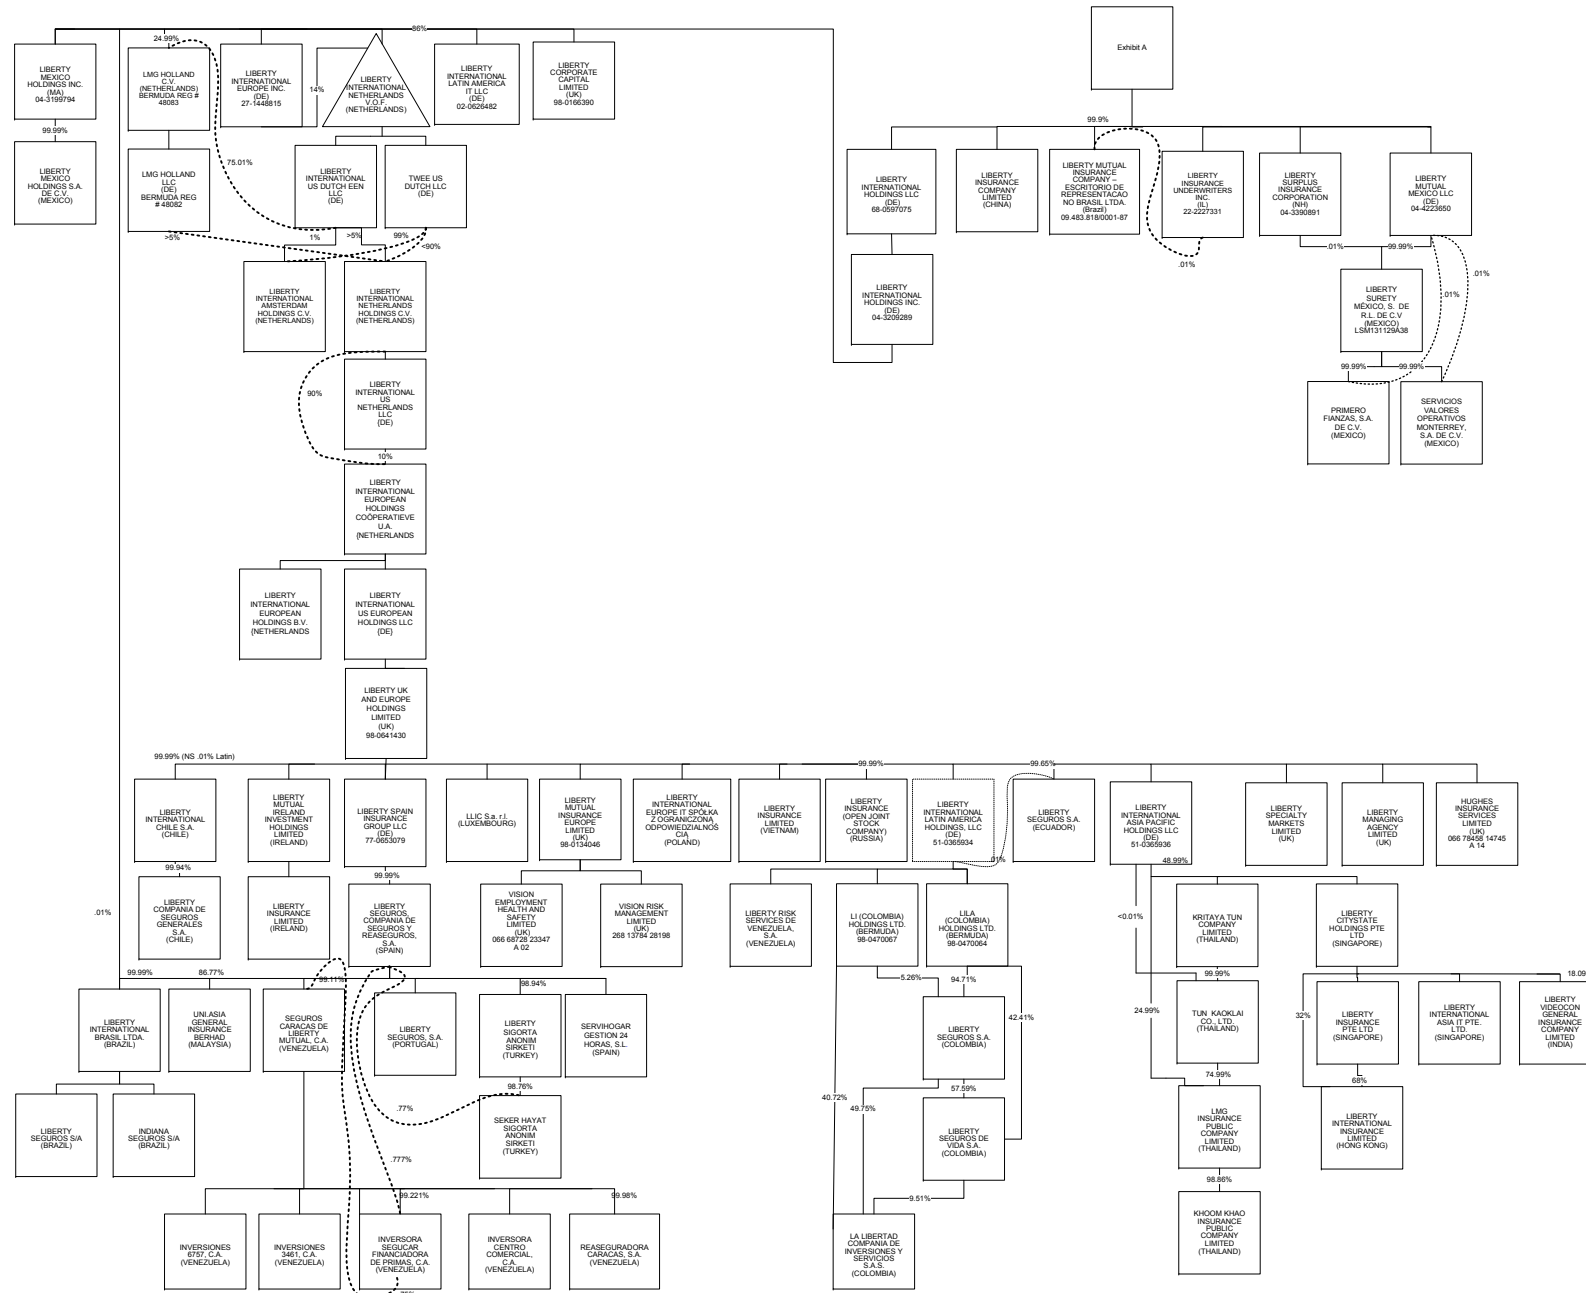 86%
24.99%
LIBERTY
MEXICO
HOLDINGS INC.
(MA)
04-3199794
LMG HOLLAND
C.V.
(NETHERLANDS)
BERMUDA REG #
48083
LIBERTY
INTERNATIONAL
EUROPE INC.
(DE)
27-1448815
14%
LIBERTY
INTERNATIONAL
NETHERLANDS
V.O.F.
(NETHERLANDS)
LIBERTY
INTERNATIONAL
LATIN AMERICA
IT LLC
(DE)
02-0626482
LIBERTY
CORPORATE
CAPITAL
LIMITED
(UK)
98-0166390
Exhibit A
99.99%
LIBERTY
MEXICO
HOLDINGS S.A.
DE C.V.
(MEXICO)
LMG HOLLAND
LLC
(DE)
BERMUDA REG
# 48082
>5%
75.01%
LIBERTY
INTERNATIONAL
US DUTCH EEN
LLC
(DE)
TWEE US
DUTCH LLC
(DE)
1%
>5%
99%
<90%
99.9%
LIBERTY
INTERNATIONAL
HOLDINGS LLC
(DE)
68-0597075
LIBERTY
INSURANCE
COMPANY
LIMITED
(CHINA)
LIBERTY MUTUAL
INSURANCE
COMPANY –
ESCRITORIO DE
REPRESENTACAO
NO BRASIL LTDA.
(Brazil)
09.483.818/0001-87
LIBERTY
INSURANCE
UNDERWRITERS
INC.
(IL)
22-2227331
.01%
LIBERTY
SURPLUS
INSURANCE
CORPORATION
(NH)
04-3390891
LIBERTY
MUTUAL
MEXICO LLC
(DE)
04-4223650
.01%
99.99%
.01%
.01%
LIBERTY
INTERNATIONAL
AMSTERDAM
HOLDINGS C.V.
(NETHERLANDS)
LIBERTY
INTERNATIONAL
NETHERLANDS
HOLDINGS C.V.
(NETHERLANDS)
LIBERTY
INTERNATIONAL
HOLDINGS INC.
(DE)
04-3209289
LIBERTY
SURETY
MÉXICO, S. DE
R.L. DE C.V
(MEXICO)
LSM131129A38
99.99%
99.99%
90%
LIBERTY
INTERNATIONAL
US
NETHERLANDS
LLC
(DE)
PRIMERO
FIANZAS, S.A.
DE C.V.
(MEXICO)
SERVICIOS
VALORES
OPERATIVOS
MONTERREY,
S.A. DE C.V.
(MEXICO)
10%
LIBERTY
INTERNATIONAL
EUROPEAN
HOLDINGS
COÖPERATIEVE
U.A.
(NETHERLANDS
LIBERTY
INTERNATIONAL
EUROPEAN
HOLDINGS B.V.
(NETHERLANDS
LIBERTY
INTERNATIONAL
US EUROPEAN
HOLDINGS LLC
(DE)
LIBERTY UK
AND EUROPE
HOLDINGS
LIMITED
(UK)
98-0641430
99.99% (NS .01% Latin)
99.99%
99.65%
LIBERTY
INTERNATIONAL
CHILE S.A.
(CHILE)
LIBERTY
MUTUAL
IRELAND
INVESTMENT
HOLDINGS
LIMITED
(IRELAND)
LIBERTY SPAIN
INSURANCE
GROUP LLC
(DE)
77-0653079
LLIC S.a. r.l.
(LUXEMBOURG)
LIBERTY
MUTUAL
INSURANCE
EUROPE
LIMITED
(UK)
98-0134046
LIBERTY
INTERNATIONAL
EUROPE IT SPÓŁKA
Z OGRANICZONĄ
ODPOWIEDZIALNOŚ
CIĄ
(POLAND)
LIBERTY
INSURANCE
LIMITED
(VIETNAM)
LIBERTY
INSURANCE
(OPEN JOINT
STOCK
COMPANY)
(RUSSIA)
LIBERTY
INTERNATIONAL
LATIN AMERICA
HOLDINGS, LLC
(DE)
51-0365934
.01%
LIBERTY
SEGUROS S.A.
(ECUADOR)
LIBERTY
INTERNATIONAL
ASIA PACIFIC
HOLDINGS LLC
(DE)
51-0365936
48.99%
LIBERTY
SPECIALTY
MARKETS
LIMITED
(UK)
LIBERTY
MANAGING
AGENCY
LIMITED
(UK)
HUGHES
INSURANCE
SERVICES
LIMITED
(UK)
066 78458 14745
A 14
99.94%
99.99%
.01%
LIBERTY
COMPANIA DE
SEGUROS
GENERALES
S.A.
(CHILE)
LIBERTY
INSURANCE
LIMITED
(IRELAND)
LIBERTY
SEGUROS,
COMPANIA DE
SEGUROS Y
REASEGUROS,
S.A.
(SPAIN)
VISION
EMPLOYMENT
HEALTH AND
SAFETY
LIMITED
(UK)
066 68728 23347
A 02
VISION RISK
MANAGEMENT
LIMITED
(UK)
268 13784 28198
LIBERTY RISK
SERVICES DE
VENEZUELA,
S.A.
(VENEZUELA)
LI (COLOMBIA)
HOLDINGS LTD.
(BERMUDA)
98-0470067
LILA
(COLOMBIA)
HOLDINGS LTD.
(BERMUDA)
98-0470064
<0.01%
KRITAYA TUN
COMPANY
LIMITED
(THAILAND)
LIBERTY
CITYSTATE
HOLDINGS PTE
LTD
(SINGAPORE)
99.99%
86.77%
99.11%
98.94%
5.26%
94.71%
99.99%
18.09
LIBERTY
INTERNATIONAL
BRASIL LTDA.
(BRAZIL)
UNI.ASIA
GENERAL
INSURANCE
BERHAD
(MALAYSIA)
SEGUROS
CARACAS DE
LIBERTY
MUTUAL, C.A.
(VENEZUELA)
LIBERTY
SEGUROS, S.A.
(PORTUGAL)
LIBERTY
SIGORTA
ANONIM
SIRKETI
(TURKEY)
SERVIHOGAR
GESTION 24
HORAS, S.L.
(SPAIN)
LIBERTY
SEGUROS S.A.
(COLOMBIA)
42.41%
24.99%
TUN KAOKLAI
CO., LTD.
(THAILAND)
32%
LIBERTY
INSURANCE
PTE LTD
(SINGAPORE)
LIBERTY
INTERNATIONAL
ASIA IT PTE.
LTD.
(SINGAPORE)
LIBERTY
VIDEOCON
GENERAL
INSURANCE
COMPANY
LIMITED
(INDIA)
98.76%
57.59%
74.99%
68%
LIBERTY
SEGUROS S/A
(BRAZIL)
INDIANA
SEGUROS S/A
(BRAZIL)
.77%
SEKER HAYAT
SIGORTA
ANONIM
SIRKETI
(TURKEY)
40.72%
49.75%
LIBERTY
SEGUROS DE
VIDA S.A.
(COLOMBIA)
LMG
INSURANCE
PUBLIC
COMPANY
LIMITED
(THAILAND)
LIBERTY
INTERNATIONAL
INSURANCE
LIMITED
(HONG KONG)
.777%
99.221%
99.98%
9.51%
98.86%
INVERSIONES
6757, C.A.
(VENEZUELA)
INVERSIONES
3461, C.A.
(VENEZUELA)
INVERSORA
SEGUCAR
FINANCIADORA
DE PRIMAS, C.A.
(VENEZUELA)
INVERSORA
CENTRO
COMERCIAL,
C.A.
(VENEZUELA)
REASEGURADORA
CARACAS, S.A.
(VENEZUELA)
LA LIBERTAD
COMPANIA DE
INVERSIONES Y
SERVICIOS
S.A.S.
(COLOMBIA)
KHOOM KHAO
INSURANCE
PUBLIC
COMPANY
LIMITED
(THAILAND)